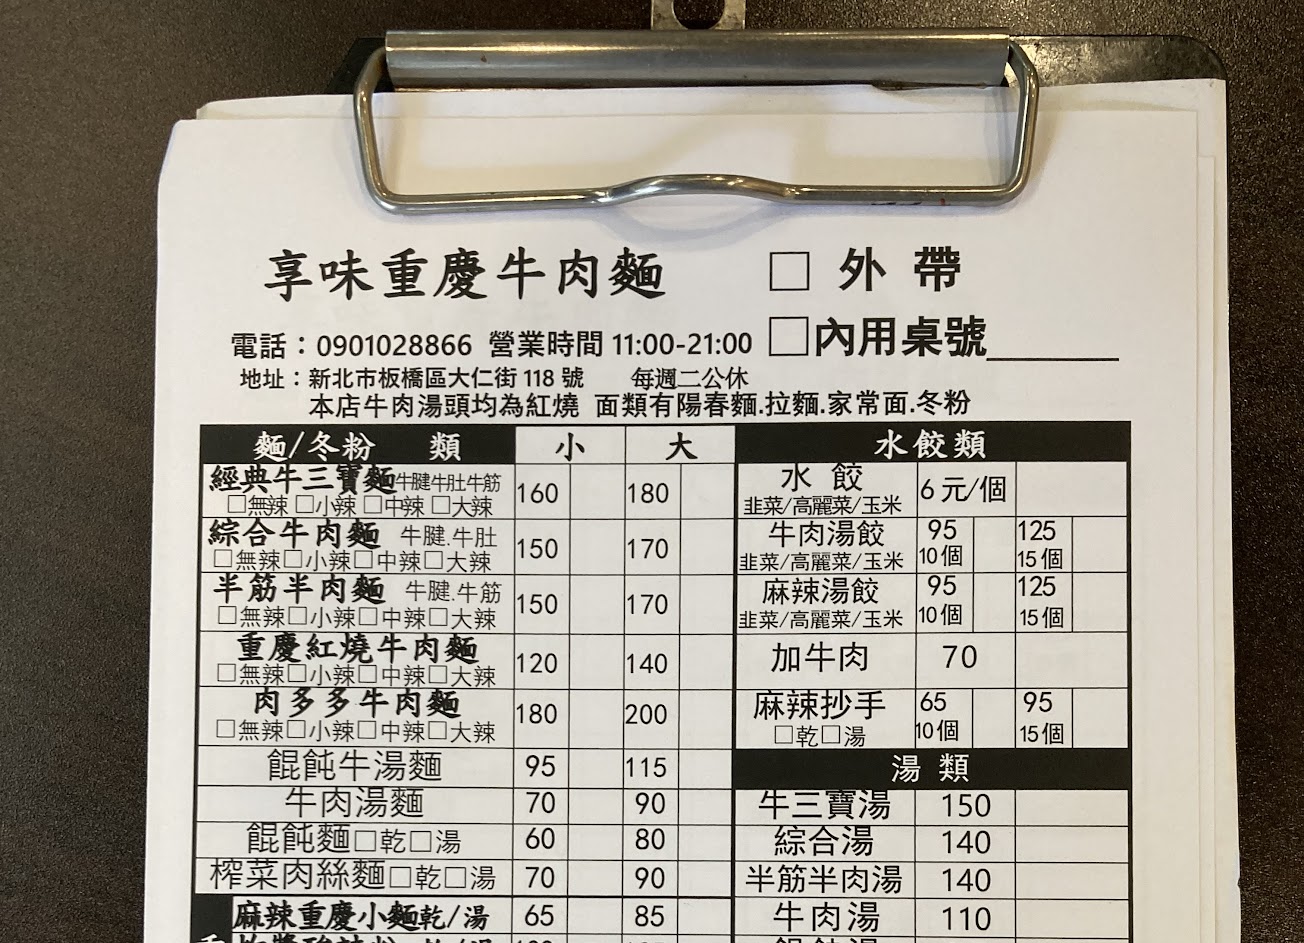 享味重慶牛肉麵 □ 外 帶
電話：0901028866 營業時間 11:00-21:00 □內用桌號______
地址：新北市板橋區大仁街 118 號 每週二公休
本店牛肉湯頭均為紅燒 面類有陽春麵.拉麵.家常面.冬粉
麵/冬粉 類 小 大
經典牛三寶麵 牛腱牛肚牛筋 160 180
□無辣 □小辣 □中辣 □大辣
綜合牛肉麵 牛腱.牛肚 150 170
□無辣□小辣□中辣□大辣
半筋半肉麵 牛腱.牛筋 150 170
□無辣□小辣□中辣□大辣
重慶紅燒牛肉麵 120 140
□無辣□小辣□中辣□大辣
肉多多牛肉麵 180 200
□無辣□小辣□中辣□大辣
餛飩牛湯麵 95 115
牛肉湯麵 70 90
餛飩麵□乾□湯 60 80
榨菜肉絲麵□乾□湯 70 90
麻辣重慶小麵乾/湯 65 85
水餃類
水 餃 6 元/個
韭菜/高麗菜/玉米
牛肉湯餃 95 125
韭菜/高麗菜/玉米 10個 15個
麻辣湯餃 95 125
韭菜/高麗菜/玉米 10個 15個
加牛肉 70
麻辣抄手 65 95
□乾□湯 10個 15個
湯 類
牛三寶湯 150
綜合湯 140
半筋半肉湯 140
牛肉湯 110